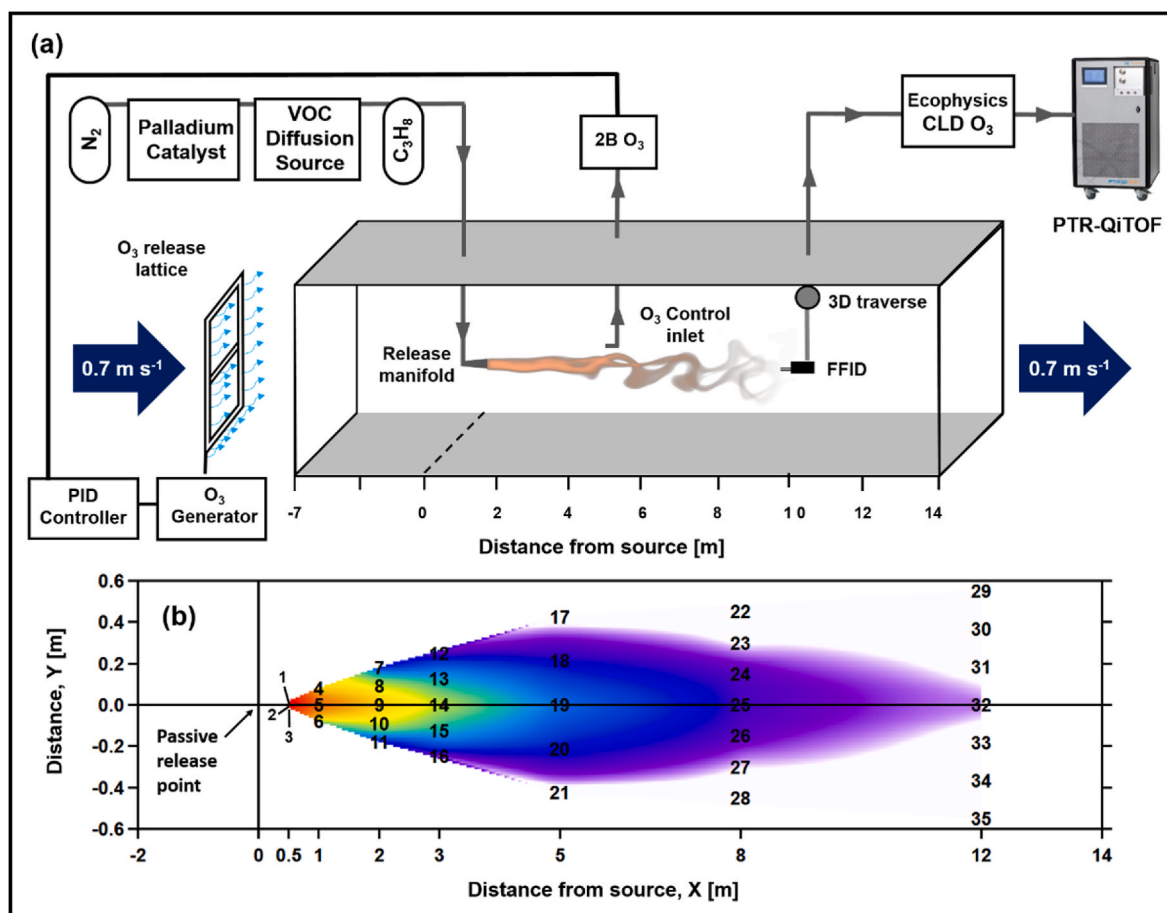 (a)
N2
Palladium
Catalyst
VOC
Diffusion
Source
C3H8
2B O3
Ecophysics
CLD O3
PTR-QiTOF
O3 release
lattice
0.7 m s-1
Release
manifold
O3 Control
inlet
3D traverse
FFID
0.7 m s-1
PID
Controller
O3
Generator
-7 0 2 4 6 8 1 0 12 14
Distance from source [m]
(b)
Distance, Y [m]
0.6
0.4
0.2
0.0
-0.2
-0.4
-0.6
Passive
release
point
1
2
3
4
5
6
7
8
9
10
11
12
13
14
15
16
17
18
19
20
21
22
23
24
25
26
27
28
29
30
31
32
33
34
35
-2 0 0.5 1 2 3 5 8 12 14
Distance from source, X [m]